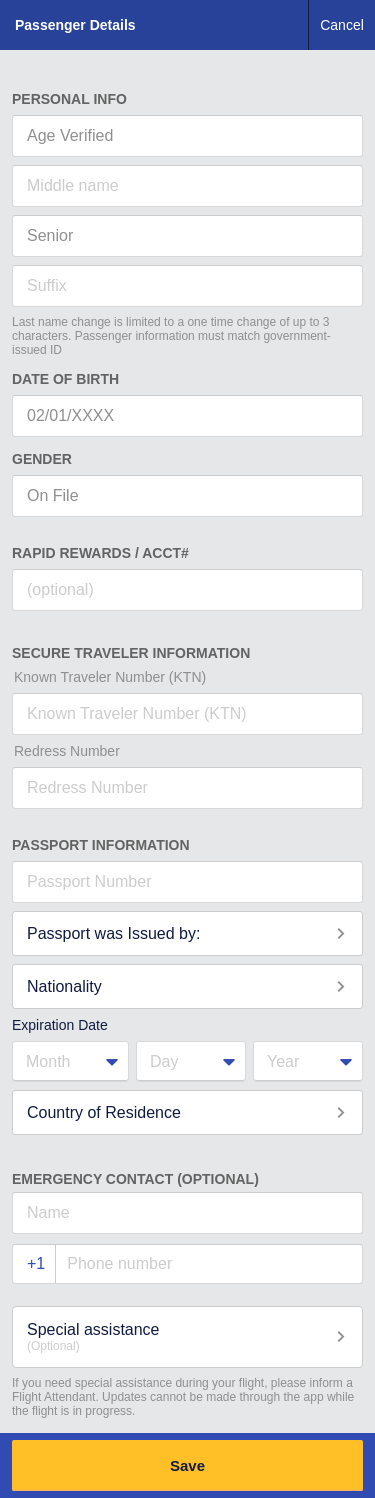 Passenger Details
Cancel
PERSONAL INFO
Age Verified
Middle name
Senior
Suffix
Last name change is limited to a one time change of up to 3
characters. Passenger information must match government-
issued ID
DATE OF BIRTH
02/01/XXXX
GENDER
On File
RAPID REWARDS / ACCT#
(optional)
SECURE TRAVELER INFORMATION
Known Traveler Number (KTN)
Known Traveler Number (KTN)
Redress Number
Redress Number
PASSPORT INFORMATION
Passport Number
Passport was Issued by:
Nationality
Expiration Date
Month Day Year
Country of Residence
EMERGENCY CONTACT (OPTIONAL)
Name
+1 Phone number
Special assistance
(Optional)
If you need special assistance during your flight, please inform a
Flight Attendant. Updates cannot be made through the app while
the flight is in progress.
Save